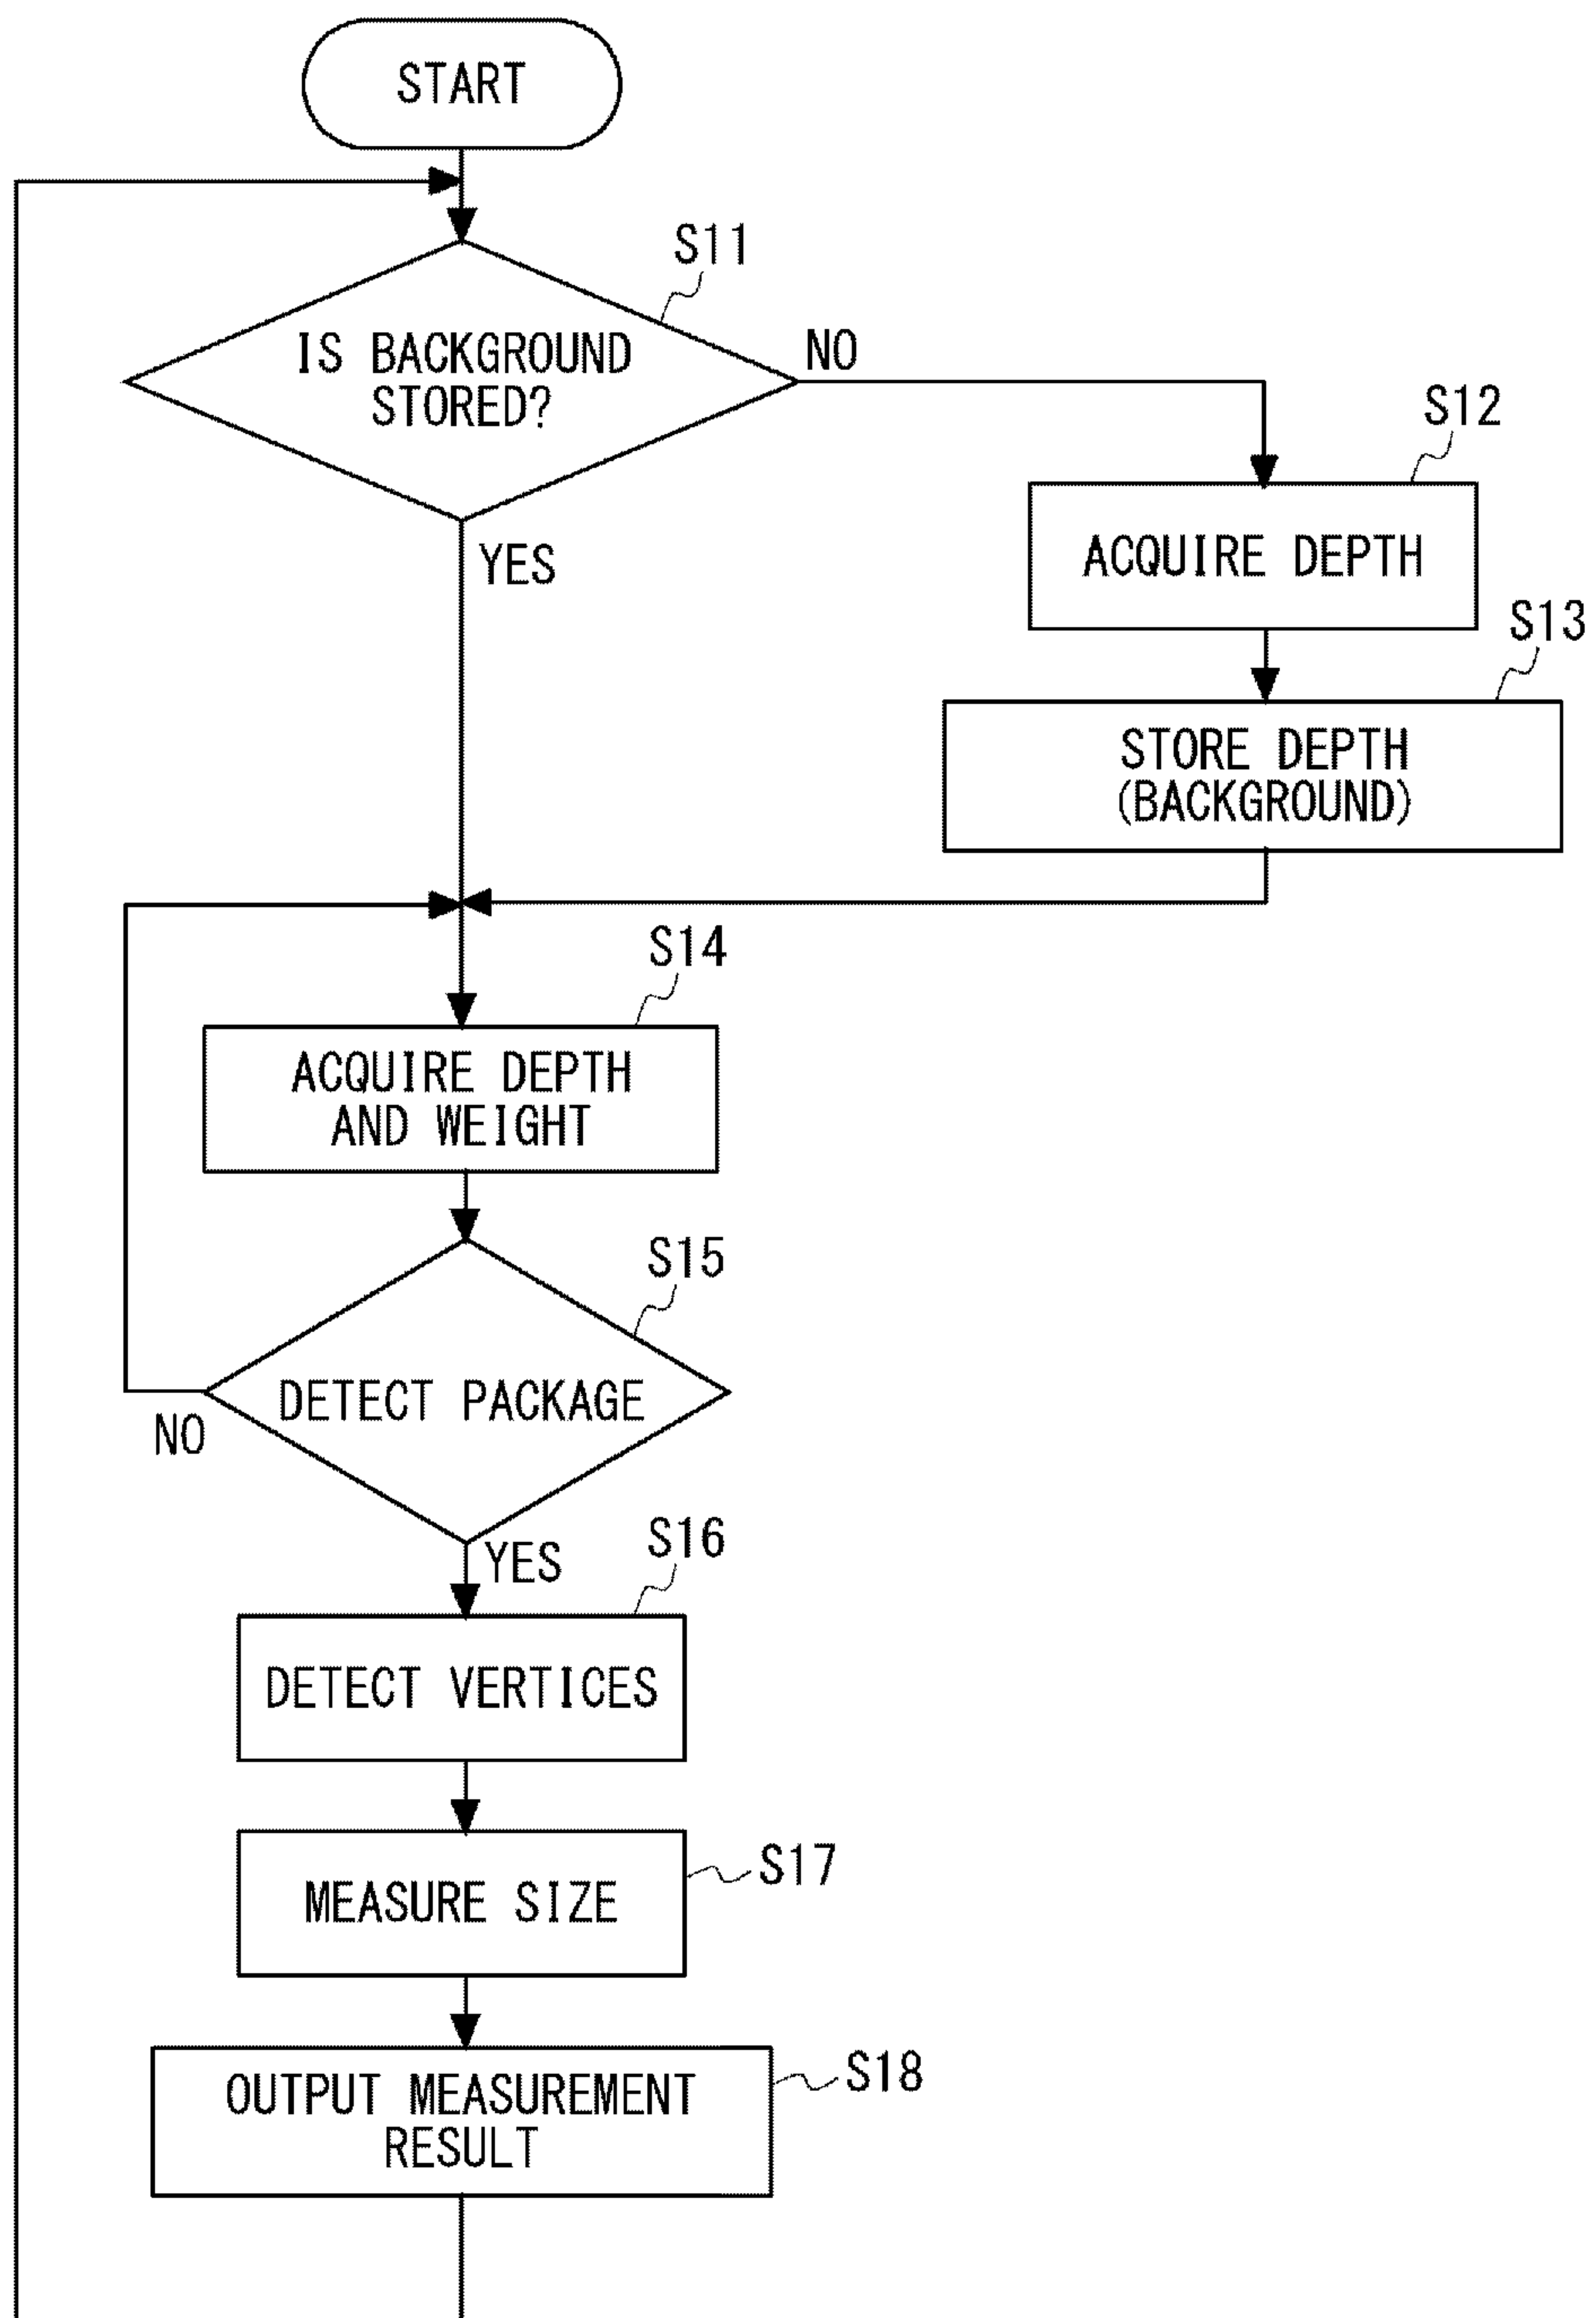 START
S11
IS BACKGROUND
STORED?
NO
YES
S12
ACQUIRE DEPTH
S13
STORE DEPTH
(BACKGROUND)
S14
ACQUIRE DEPTH
AND WEIGHT
S15
DETECT PACKAGE
NO
YES
S16
DETECT VERTICES
S17
MEASURE SIZE
S18
OUTPUT MEASUREMENT
RESULT